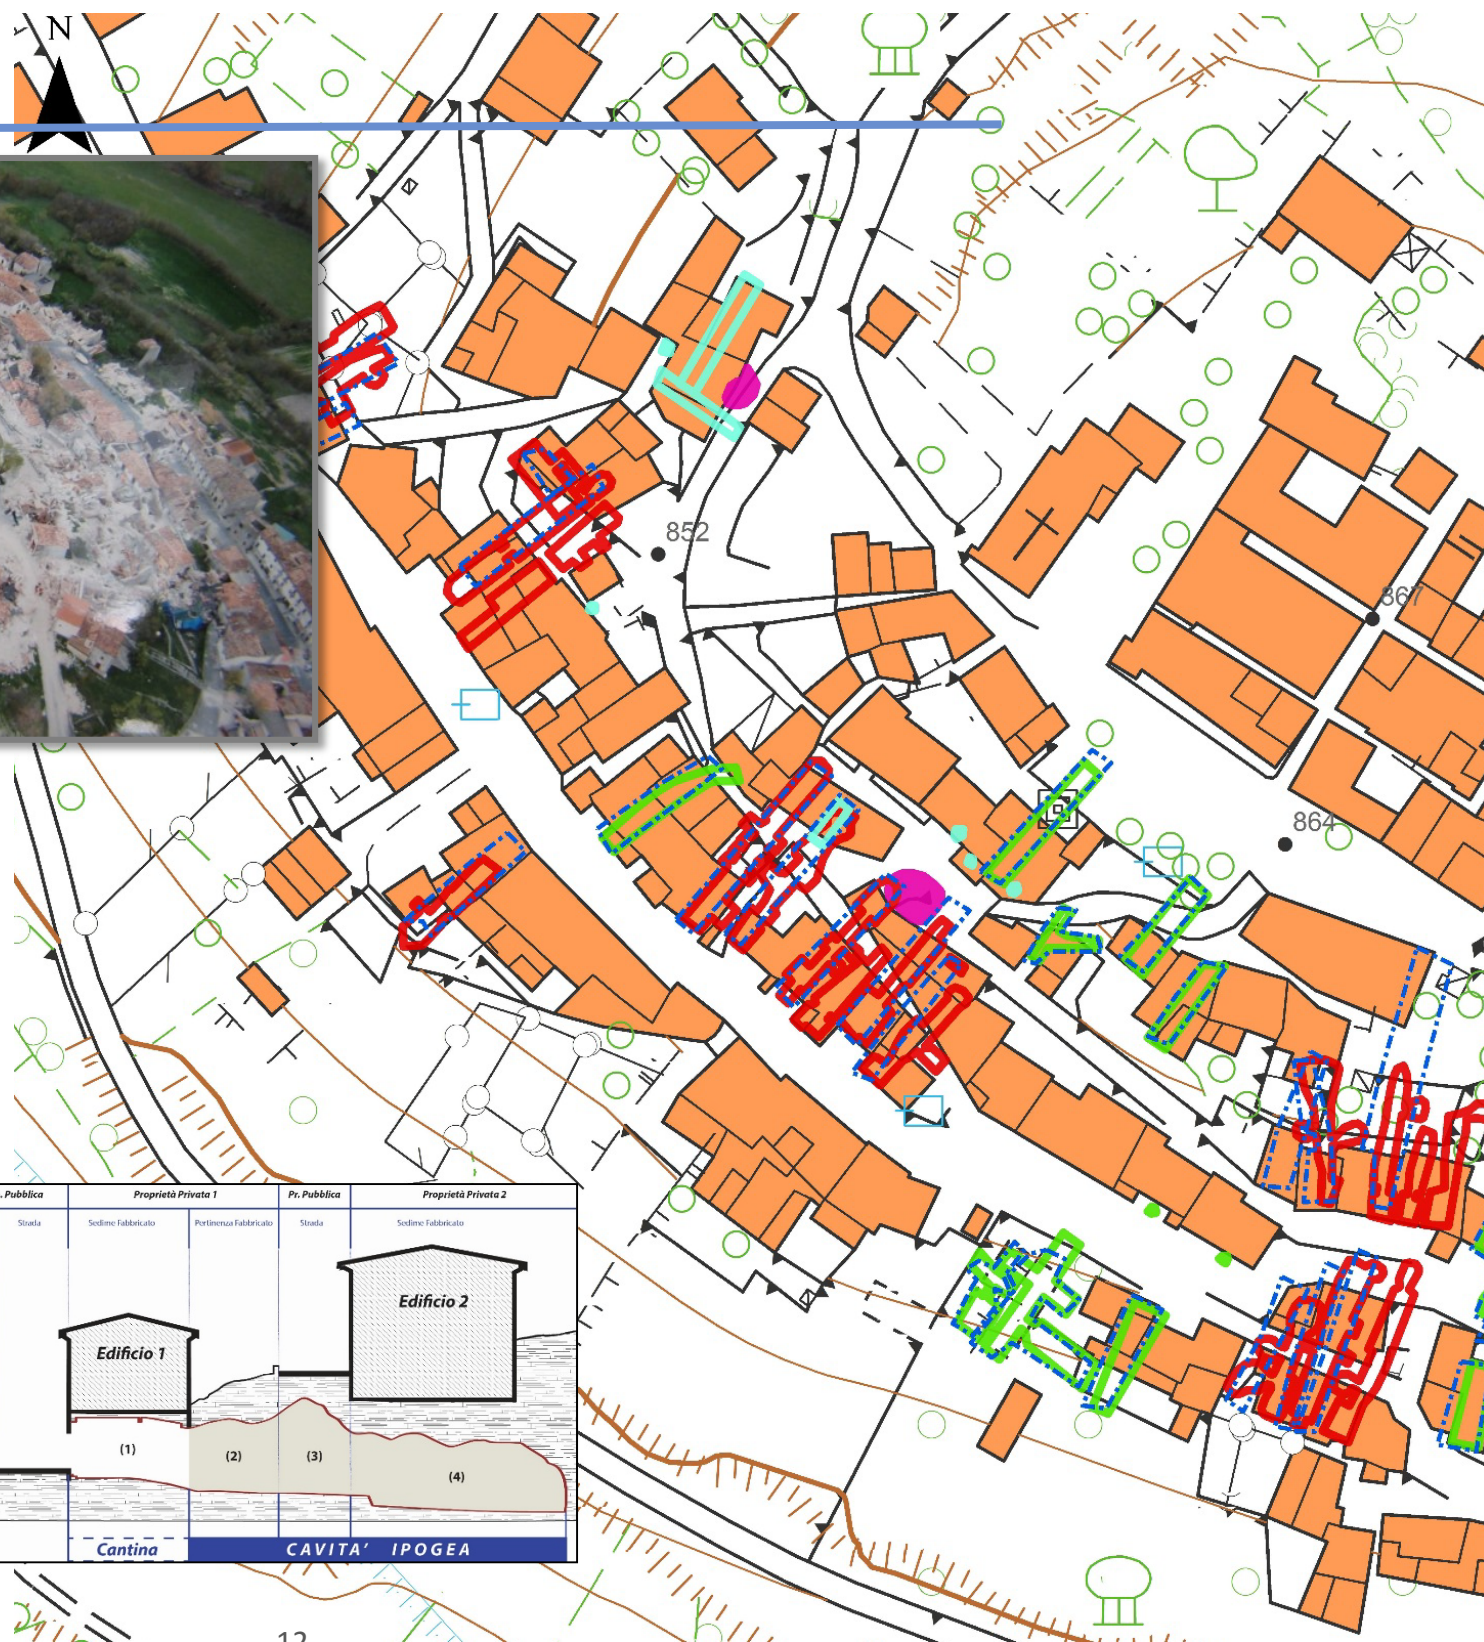 N
852
867
864
. Pubblica Proprietà Privata 1 Pr. Pubblica Proprietà Privata 2
Strada Sedime Fabbricato Pertinenza Fabbricato Strada Sedime Fabbricato
Edificio 2
Edificio 1
(1) (2) (3) (4)
Cantina CAVITA' IPOGEA
12